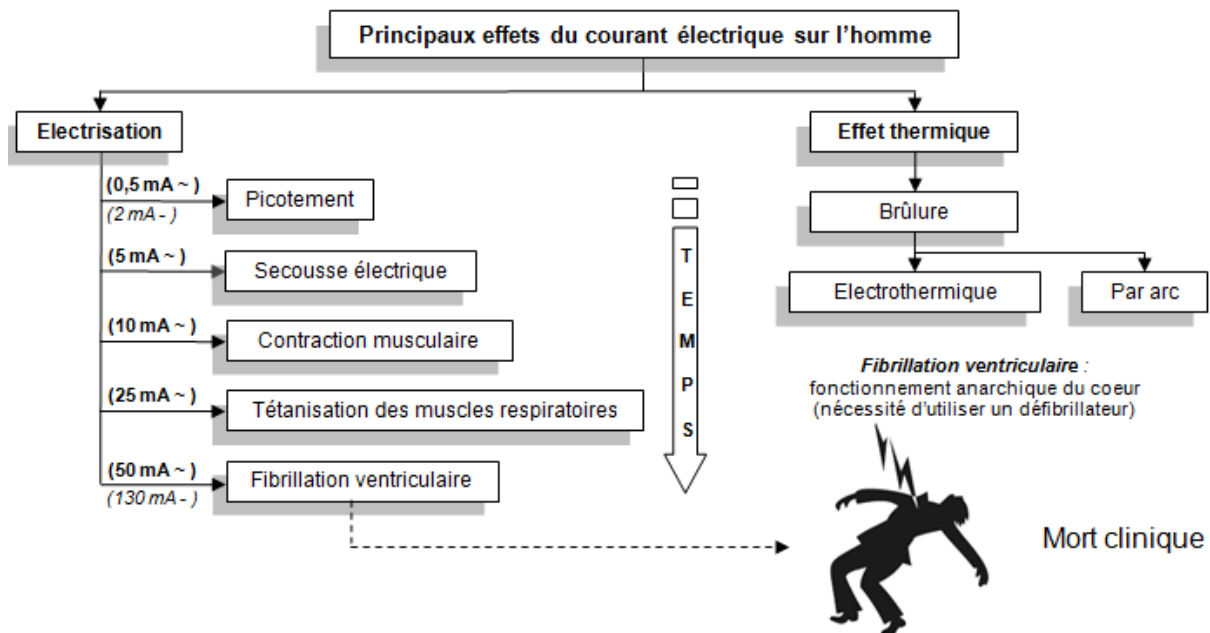 Principaux effets du courant électrique sur l'homme
Electrisation
(0,5 mA ~ )
(2 mA - )
Picotement
(5 mA ~ )
Secousse électrique
(10 mA ~ )
Contraction musculaire
(25 mA ~ )
Tétanisation des muscles respiratoires
(50 mA ~ )
(130 mA - )
Fibrillation ventriculaire
T
E
M
P
S
Effet thermique
Brûlure
Electrothermique
Par arc
Fibrillation ventriculaire :
fonctionnement anarchique du coeur
(nécessité d'utiliser un défibrillateur)
Mort clinique